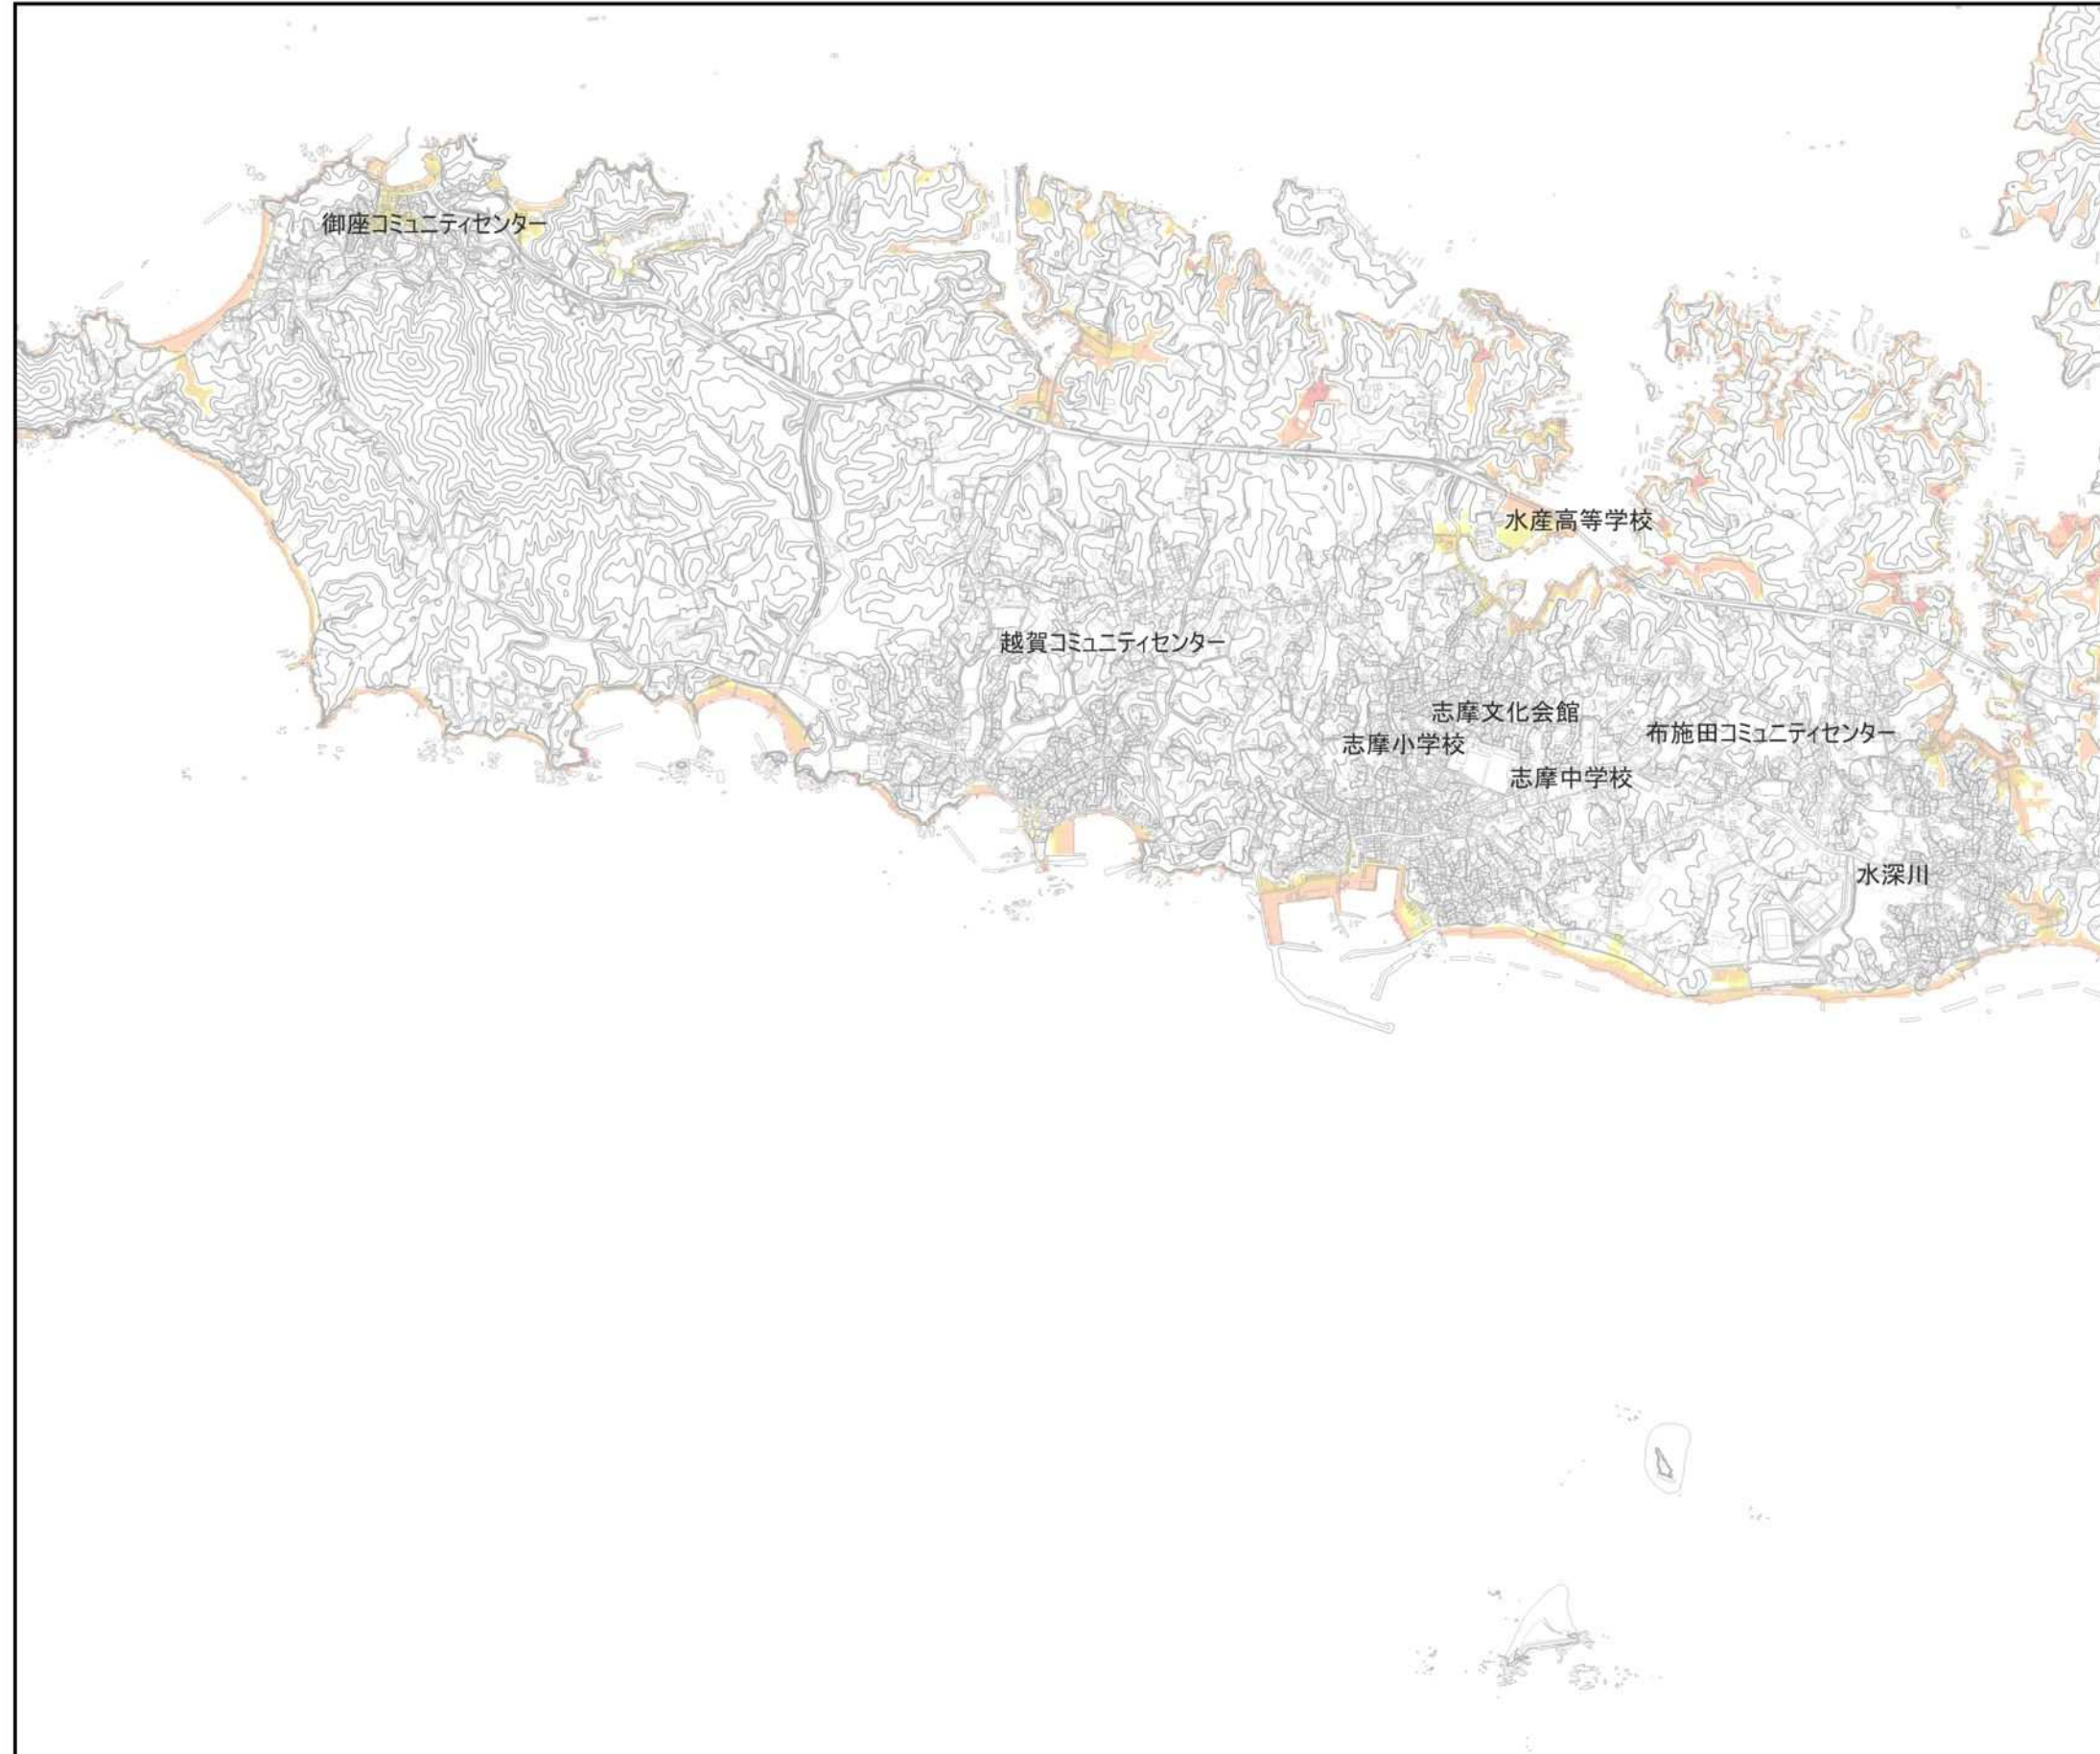 御座コミュニティセンター
水産高等学校
越賀コミュニティセンター
志摩文化会館
布施田コミュニティセンター
志摩小学校
志摩中学校
水深川